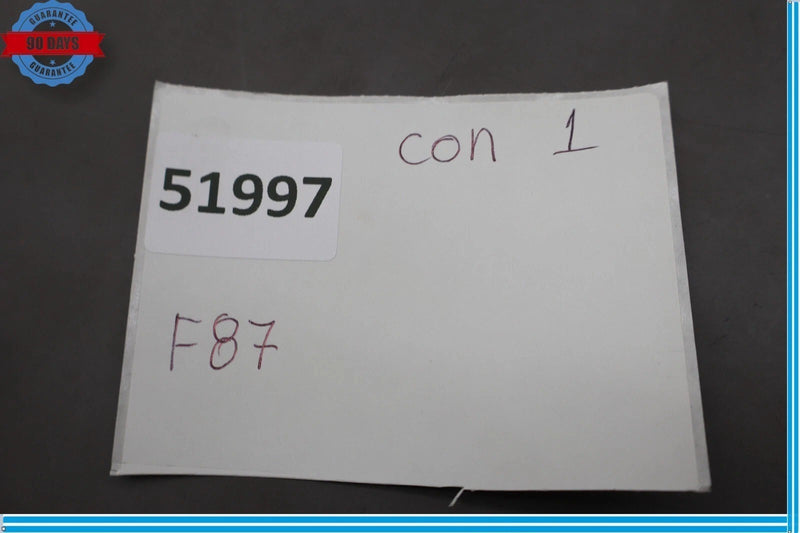 GUARANTEE
90 DAYS
GUARANTEE
con 1
51997
F87